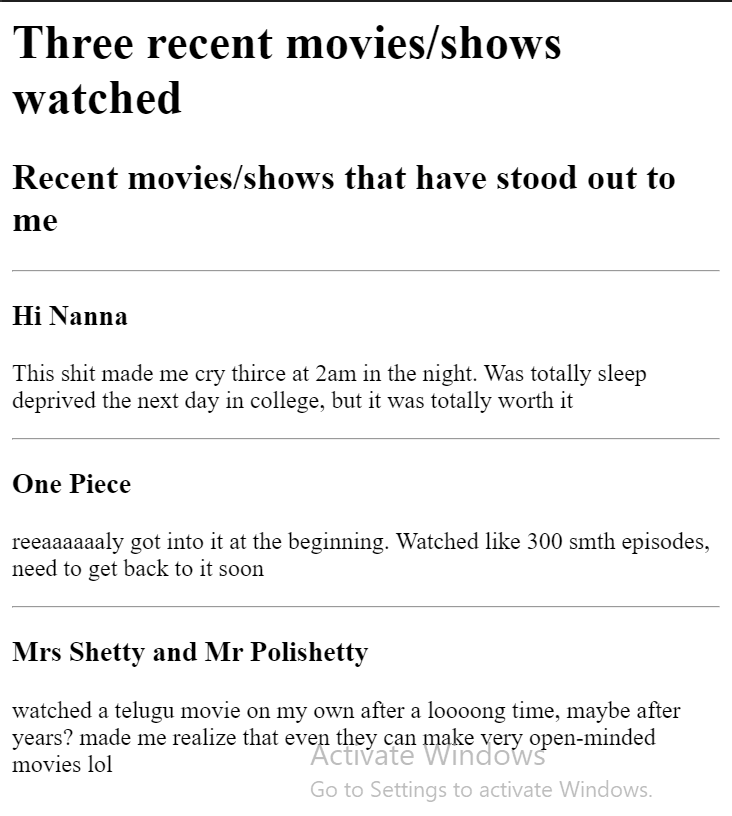 Three recent movies/shows
watched
Recent movies/shows that have stood out to
me
Hi Nanna
This shit made me cry thirce at 2am in the night. Was totally sleep
deprived the next day in college, but it was totally worth it
One Piece
reeaaaaaaly got into it at the beginning. Watched like 300 smth episodes,
need to get back to it soon
Mrs Shetty and Mr Polishetty
watched a telugu movie on my own after a loooong time, maybe after
years? made me realize that even they can make very open-minded
movies lol
Activate Windows
Go to Settings to activate Windows.